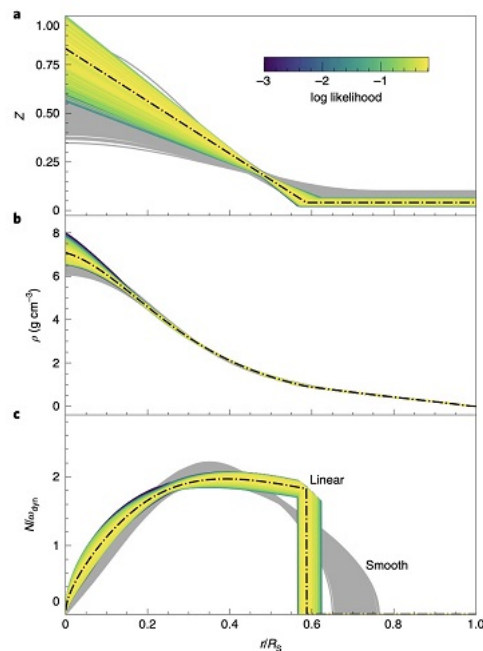 a
1.00
0.75
0.50
0.25
0
Z
-3
-2
-1
log likelihood
b
8
6
4
2
0
ρ (g cm⁻³)
c
2
1
0
N/ω_dyn
Linear
Smooth
0
0.2
0.4
0.6
0.8
1.0
r/R_S